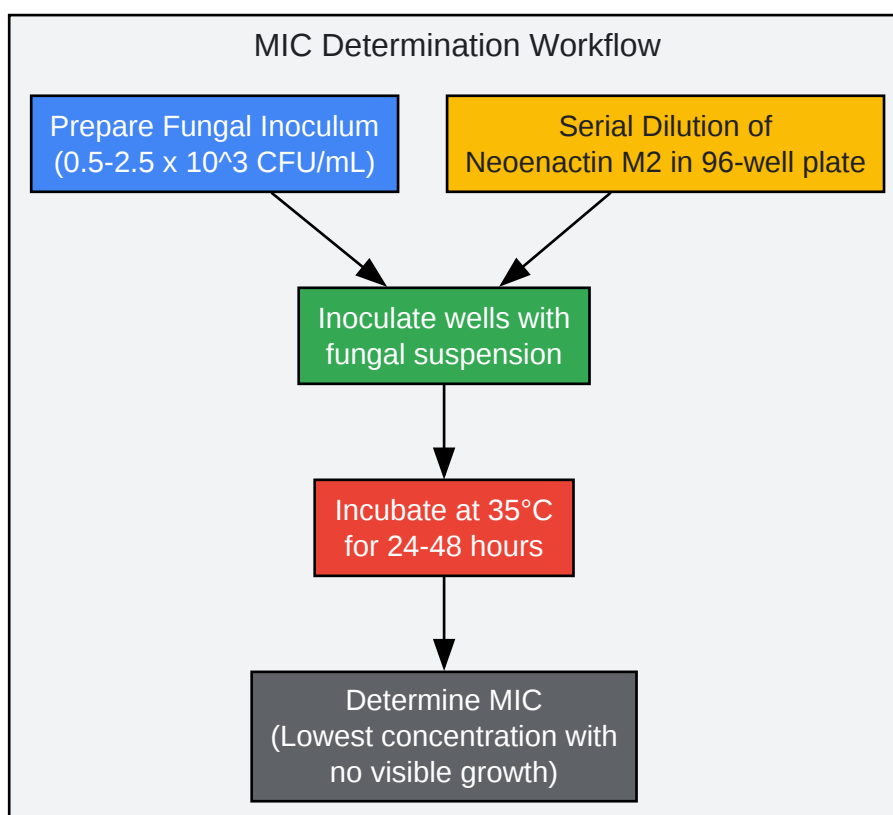 MIC Determination Workflow
Prepare Fungal Inoculum
(0.5-2.5 x 10^3 CFU/mL)
Serial Dilution of
Neoenactin M2 in 96-well plate
Inoculate wells with
fungal suspension
Incubate at 35°C
for 24-48 hours
Determine MIC
(Lowest concentration with
no visible growth)